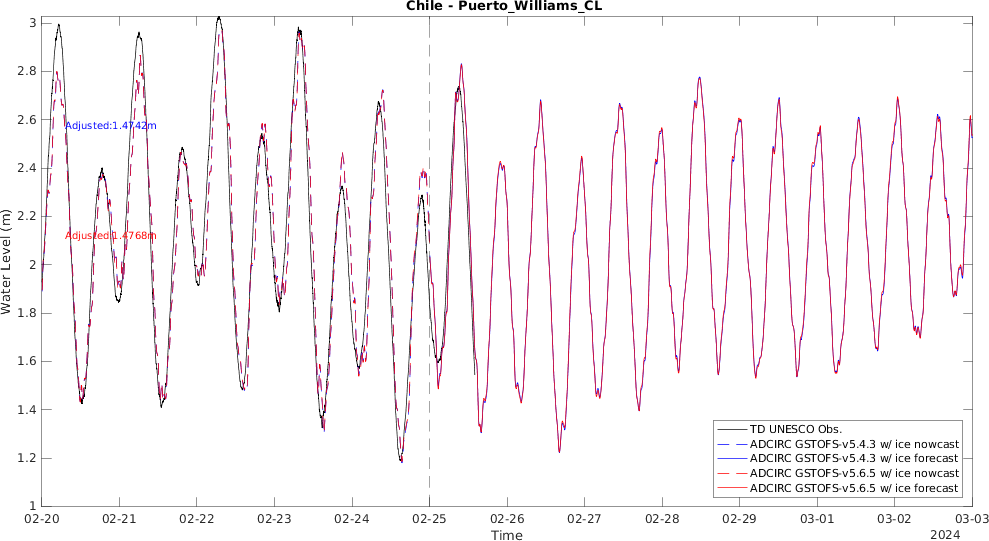 Chile - Puerto_Williams_CL
3
2.8
2.6
2.4
2.2
2
1.8
1.6
1.4
1.2
1
Water Level (m)
Adjusted:1.4742m
Adjusted:1.4768m
TD UNESCO Obs.
ADCIRC GSTOFS-v5.4.3 w/ ice nowcast
ADCIRC GSTOFS-v5.4.3 w/ ice forecast
ADCIRC GSTOFS-v5.6.5 w/ ice nowcast
ADCIRC GSTOFS-v5.6.5 w/ ice forecast
02-20 02-21 02-22 02-23 02-24 02-25 02-26 02-27 02-28 02-29 03-01 03-02 03-03
Time
2024